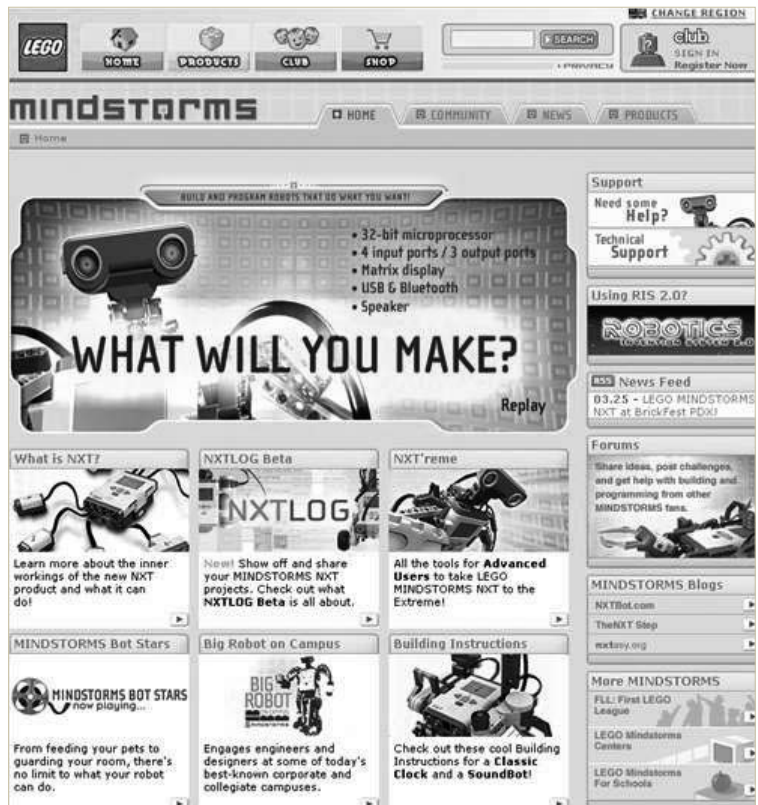 CHANGE REGION
LEGO
HOME
PRODUCTS
CLUB
SHOP
SEARCH
PRIVACY
club
SIGN IN
Register Now
mindstorms
HOME
COMMUNITY
NEWS
PRODUCTS
Home
BUILD AND PROGRAM ROBOTS THAT DO WHAT YOU WANT!
• 32-bit microprocessor
• 4 input ports / 3 output ports
• Matrix display
• USB & Bluetooth
• Speaker
WHAT WILL YOU MAKE?
Replay
Support
Need some
Help?
Technical
Support
Using RIS 2.0?
ROBOTICS
INVENTION SYSTEM 2.0
RSS News Feed
03.25 - LEGO MINDSTORMS
NXT at BrickFest PDX!
Forums
Share ideas, post challenges,
and get help with building and
programming from other
MINDSTORMS fans.
MINDSTORMS Blogs
NXTBot.com
TheNXT Step
nxtasy.org
More MINDSTORMS
FLL: First LEGO
League
LEGO Mindstorms
Centers
LEGO Mindstorms
For Schools
What is NXT?
Learn more about the inner
workings of the new NXT
product and what it can
do!
NXTLOG Beta
NXTLOG
New! Show off and share
your MINDSTORMS NXT
projects. Check out what
NXTLOG Beta is all about.
NXT'reme
All the tools for Advanced
Users to take LEGO
MINDSTORMS NXT to the
Extreme!
MINDSTORMS Bot Stars
MINDSTORMS BOT STARS
now playing...
From feeding your pets to
guarding your room, there's
no limit to what your robot
can do.
Big Robot on Campus
BIG
ROBOT
Engages engineers and
designers at some of today's
best-known corporate and
collegiate campuses.
Building Instructions
Check out these cool Building
Instructions for a Classic
Clock and a SoundBot!